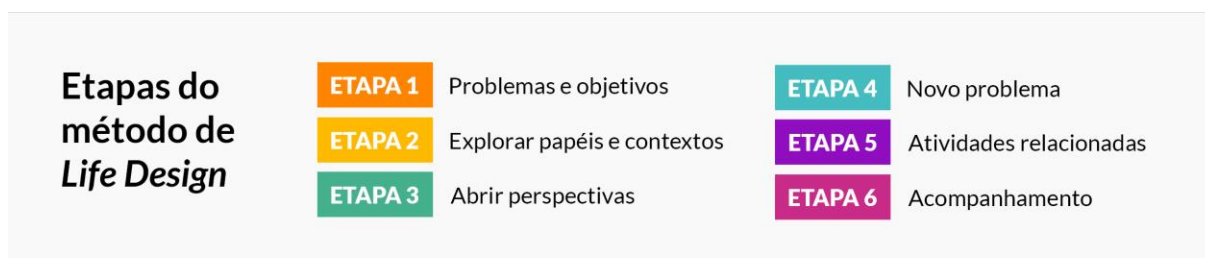 Etapas do
método de
Life Design
ETAPA 1 Problemas e objetivos
ETAPA 2 Explorar papéis e contextos
ETAPA 3 Abrir perspectivas
ETAPA 4 Novo problema
ETAPA 5 Atividades relacionadas
ETAPA 6 Acompanhamento